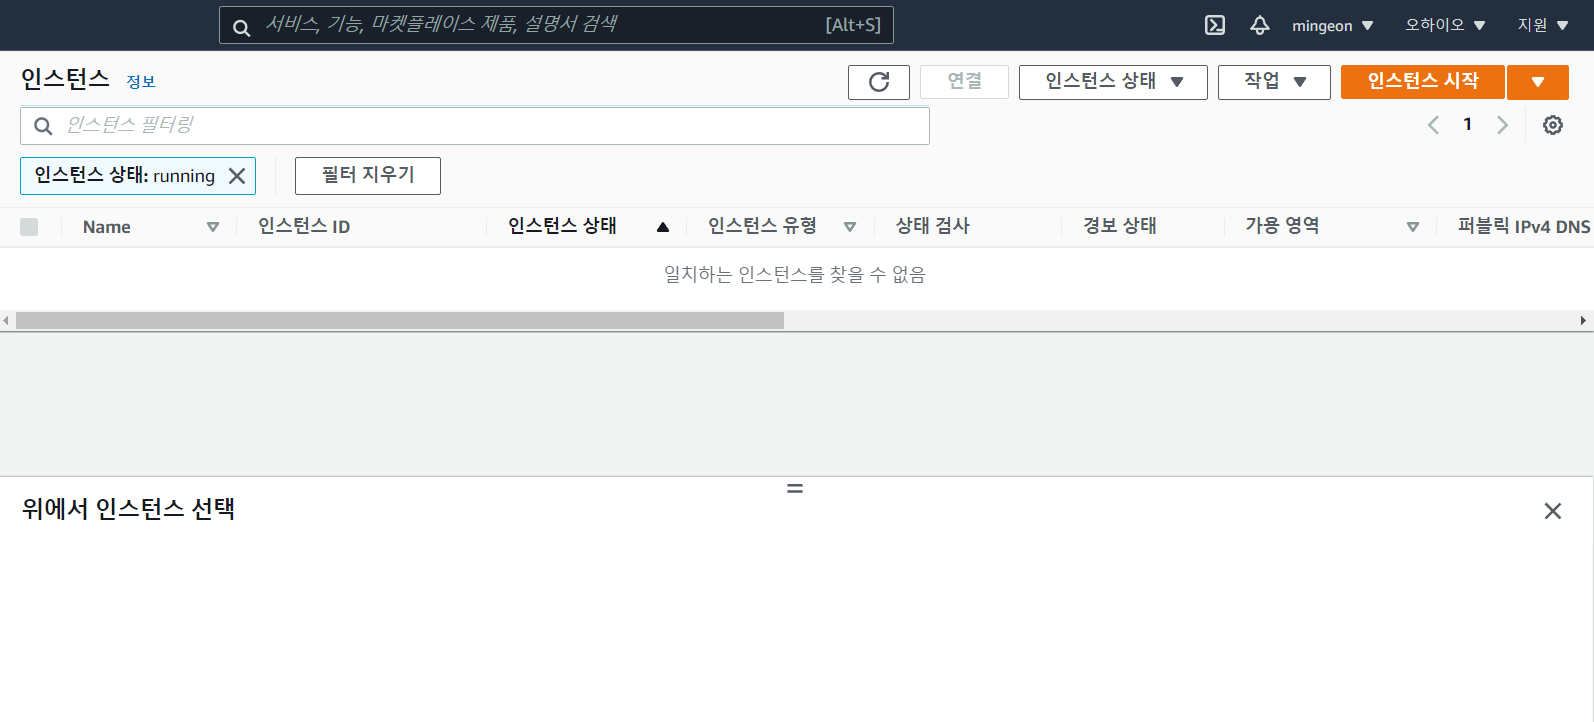 서비스, 기능, 마켓플레이스 제품, 설명서 검색 [Alt+S] mingeon 오하이오 지원
인스턴스 정보 연결 인스턴스 상태 작업 인스턴스 시작
인스턴스 필터링 1
인스턴스 상태: running 필터 지우기
Name 인스턴스 ID 인스턴스 상태 인스턴스 유형 상태 검사 경보 상태 가용 영역 퍼블릭 IPv4 DNS
일치하는 인스턴스를 찾을 수 없음
위에서 인스턴스 선택